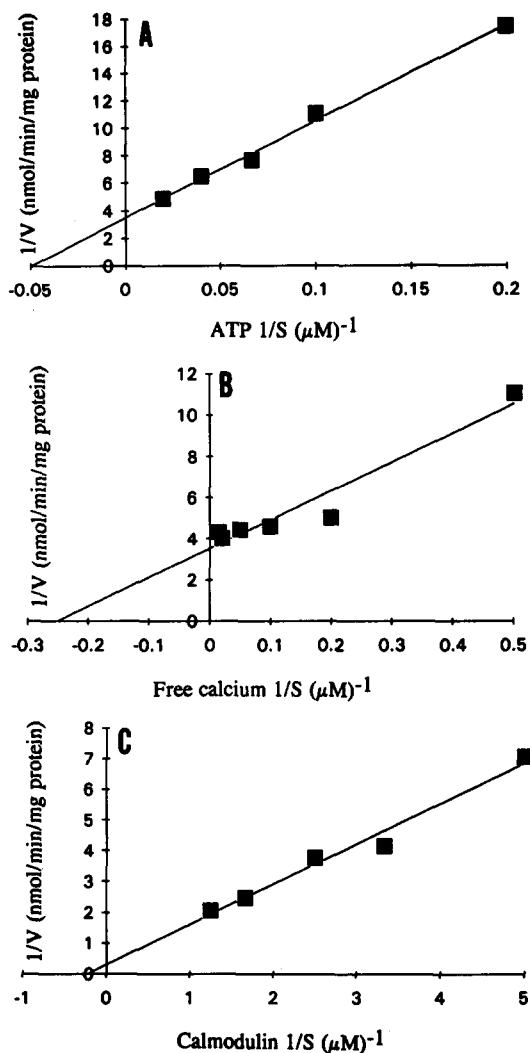 A
1/V (nmol/min/mg protein)
18
16
14
12
10
8
6
4
2
0
-0.05 0 0.05 0.1 0.15 0.2
ATP 1/S (µM)-1
B
1/V (nmol/min/mg protein)
12
10
8
6
4
2
0
-0.3 -0.2 -0.1 0 0.1 0.2 0.3 0.4 0.5
Free calcium 1/S (µM)-1
C
1/V (nmol/min/mg protein)
8
7
6
5
4
3
2
1
0
-1 0 1 2 3 4 5
Calmodulin 1/S (µM)-1